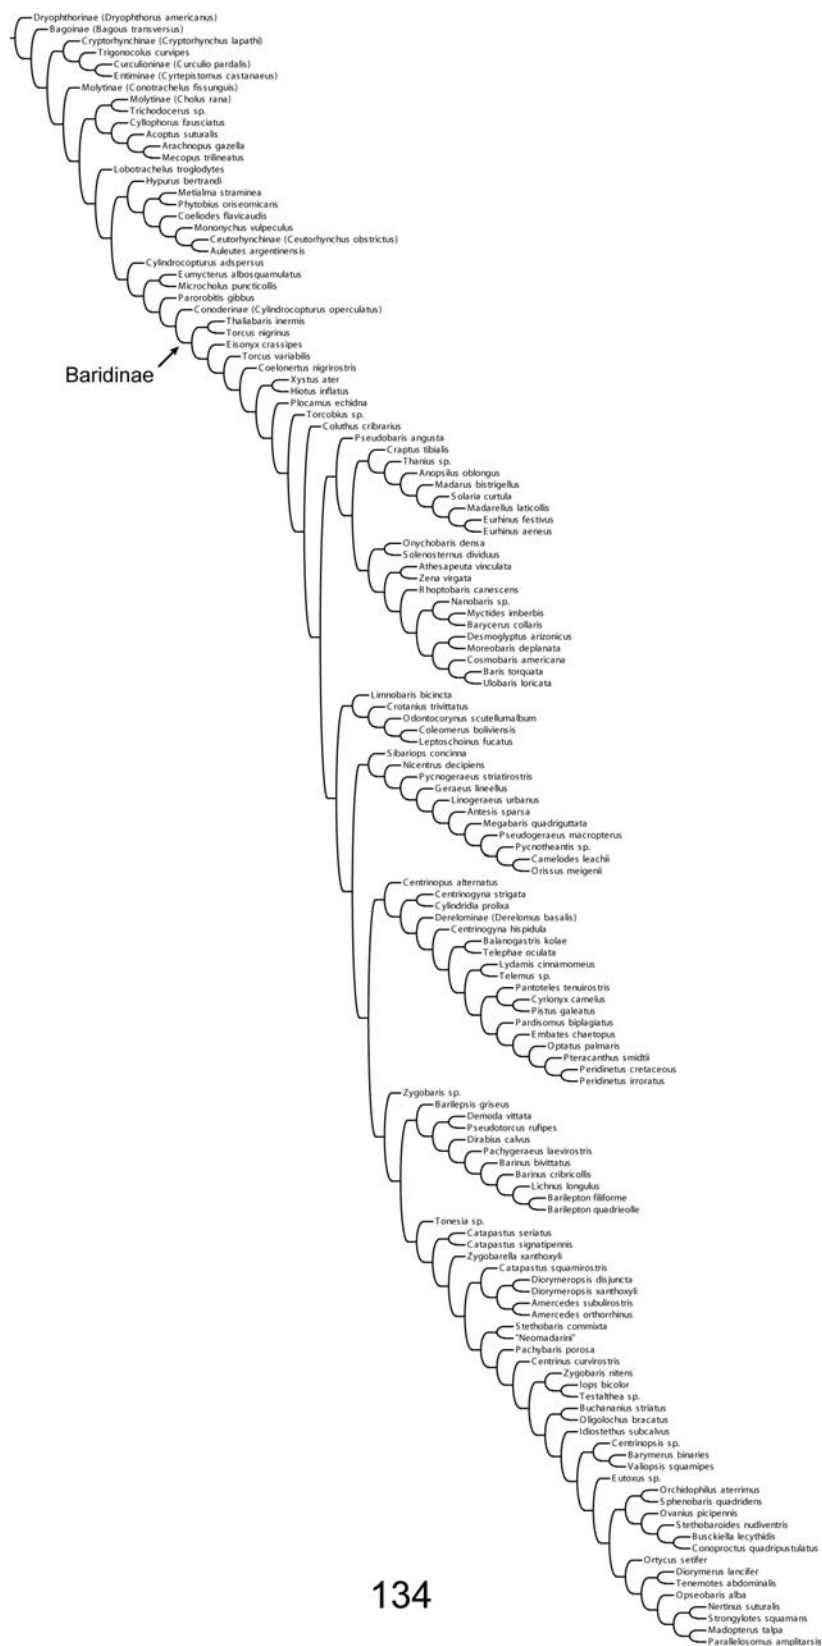 Dryophthorinae (Dryophthorus americanus)
Bagoinae (Bagous transversus)
Cryptorhynchinae (Cryptorhynchus lapathi)
Trigonocolus curvipes
Curculioninae (Curculio pardalis)
Entiminae (Cyrtepistomum castanaeus)
Molytinae (Conotrachelus fissunguis)
Molytinae (Cholus rana)
Trichodocerus sp.
Cyllophorus fausciatus
Acoptus suturalis
Arachnopus gazella
Mecopus trilineatus
Lobotrachelus troglodytes
Hypurus bertrandi
Metialma straminea
Phytobius oriseomicans
Coeliodes flavicaudis
Mononychus vulpeculus
Ceutorhynchinae (Ceutorhynchus obstrictus)
Auleutes argentinensis
Cylindrocopturus adspersus
Eumycterus albosquamulatus
Microcholus puncticollis
Parorobitis gibbus
Conoderinae (Cylindrocopturus operculatus)
Thaliabaris inermis
Torcus nigrinus
Eisonyx crassipes
Torcus variabilis
Baridinae
Coelonertus nigrirostris
Xystus ater
Hiotus inflatus
Plocamus echidna
Torcobius sp.
Coluthus cribrarius
Pseudobaris angusta
Craptus tibialis
Thanius sp.
Anopsilus oblongus
Madarus bistrigellus
Solaria curtula
Madarellus laticollis
Eurhinus festivus
Eurhinus aeneus
Onychobaris densa
Solenosternus dividuus
Athesapeuta vinculata
Zena virgata
Rhoptobaris canescens
Nanobaris sp.
Myctides imberbis
Barycerus collaris
Desmoglyptus arizonicus
Moreobaris deplanata
Cosmobaris americana
Baris torquata
Ulobaris loricata
Limnobaris bicincta
Crotanius trivittatus
Odontocorynus scutellumalbum
Coleomerus boliviensis
Leptoschoinus fucatus
Sibariops concinna
Nicentrus decipiens
Pycnogeraeus striatirostris
Geraeus lineellus
Linogeraeus urbanus
Antesis sparsa
Megabaris quadriguttata
Pseudogeraeus macropterus
Pycnotheantis sp.
Camelodes leachii
Orissus meigenii
Centrinopus alternatus
Centrinogyna strigata
Cylindridia prolixa
Derelominae (Derelomus basalis)
Centrinogyna hispidula
Balanogastris kolae
Telephae oculata
Lydamis cinnamomeus
Telemus sp.
Pantoteles tenuirostris
Cyrionyx camelus
Pistus galeatus
Pardisomus biplagiatus
Embates chaetopus
Optatus palmaris
Pteracanthus smidtii
Peridinetus cretaceous
Peridinetus irroratus
Zygobaris sp.
Barilepsis griseus
Demoda vittata
Pseudotorcus rufipes
Dirabius calvus
Pachygeraeus laevirostris
Barinus bivittatus
Barinus cribricollis
Lichnus longulus
Barilepton filiforme
Barilepton quadrieolle
Tonesia sp.
Catapastus seriatus
Catapastus signatipennis
Zygobarella xanthoxyli
Catapastus squamirostris
Diorymeropsis disjuncta
Diorymeropsis xanthoxyli
Amercedes subulirostris
Amercedes orthorrhinus
Stethobaris commixta
"Neomadarini"
Pachybaris porosa
Centrinus curvirostris
Zygobaris nitens
Iops bicolor
Testalthea sp.
Buchananius striatus
Oligolochus bracatus
Idiostethus subcalvus
Centrinopsis sp.
Barymerus binaries
Valiopsis squamipes
Eutoxus sp.
Orchidophilus aterrimus
Sphenobaris quadridens
Ovanius picipennis
Stethobaroides nudiventris
Busckiella lecythidis
Conoproctus quadripustulatus
Ortycus setifer
Diorymerus lancifer
Tenemotes abdominalis
Opseobaris alba
Nertinus suturalis
Strongylotes squamans
Madopterus talpa
Parallelosomus amplitarsis
134